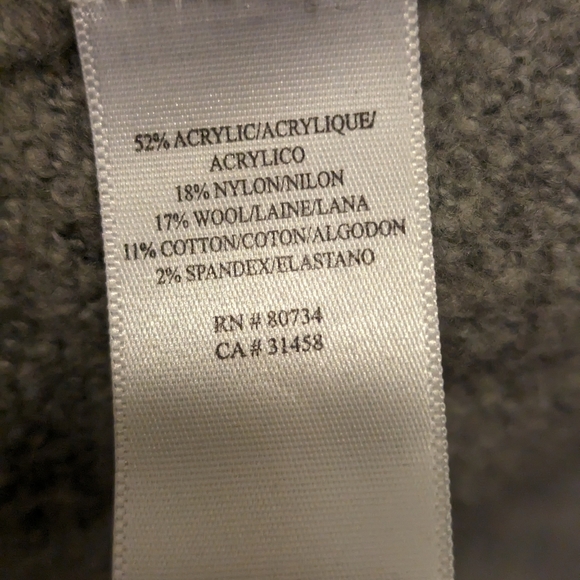 52% ACRYLIC/ACRYLIQUE/
ACRYLICO
18% NYLON/NILON
17% WOOL/LAINE/LANA
11% COTTON/COTON/ALGODON
2% SPANDEX/ELASTANO
RN # 80734
CA # 31458